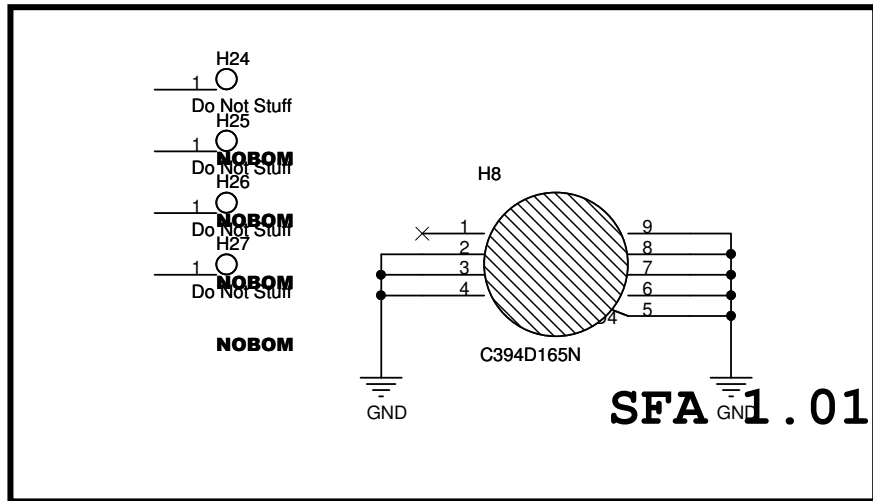 H24
1
Do Not Stuff
H25
1
NOBOM
Do Not Stuff
H26
1
NOBOM
Do Not Stuff
H27
1
NOBOM
Do Not Stuff
NOBOM
H8
1
2
3
4
9
8
7
6
5
C394D165N
GND
GND
SFA 1.01